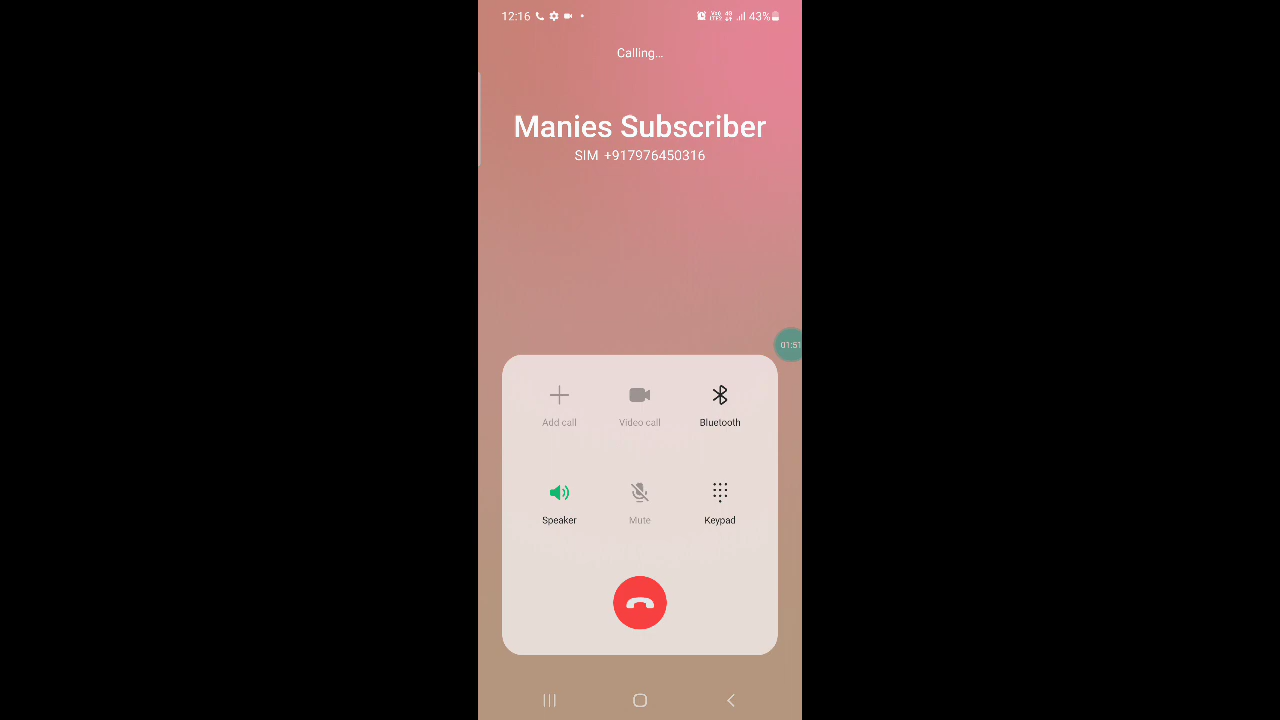 12:16 43%
Calling...
Manies Subscriber
SIM +917976450316
01:51
Add call Video call Bluetooth
Speaker Mute Keypad